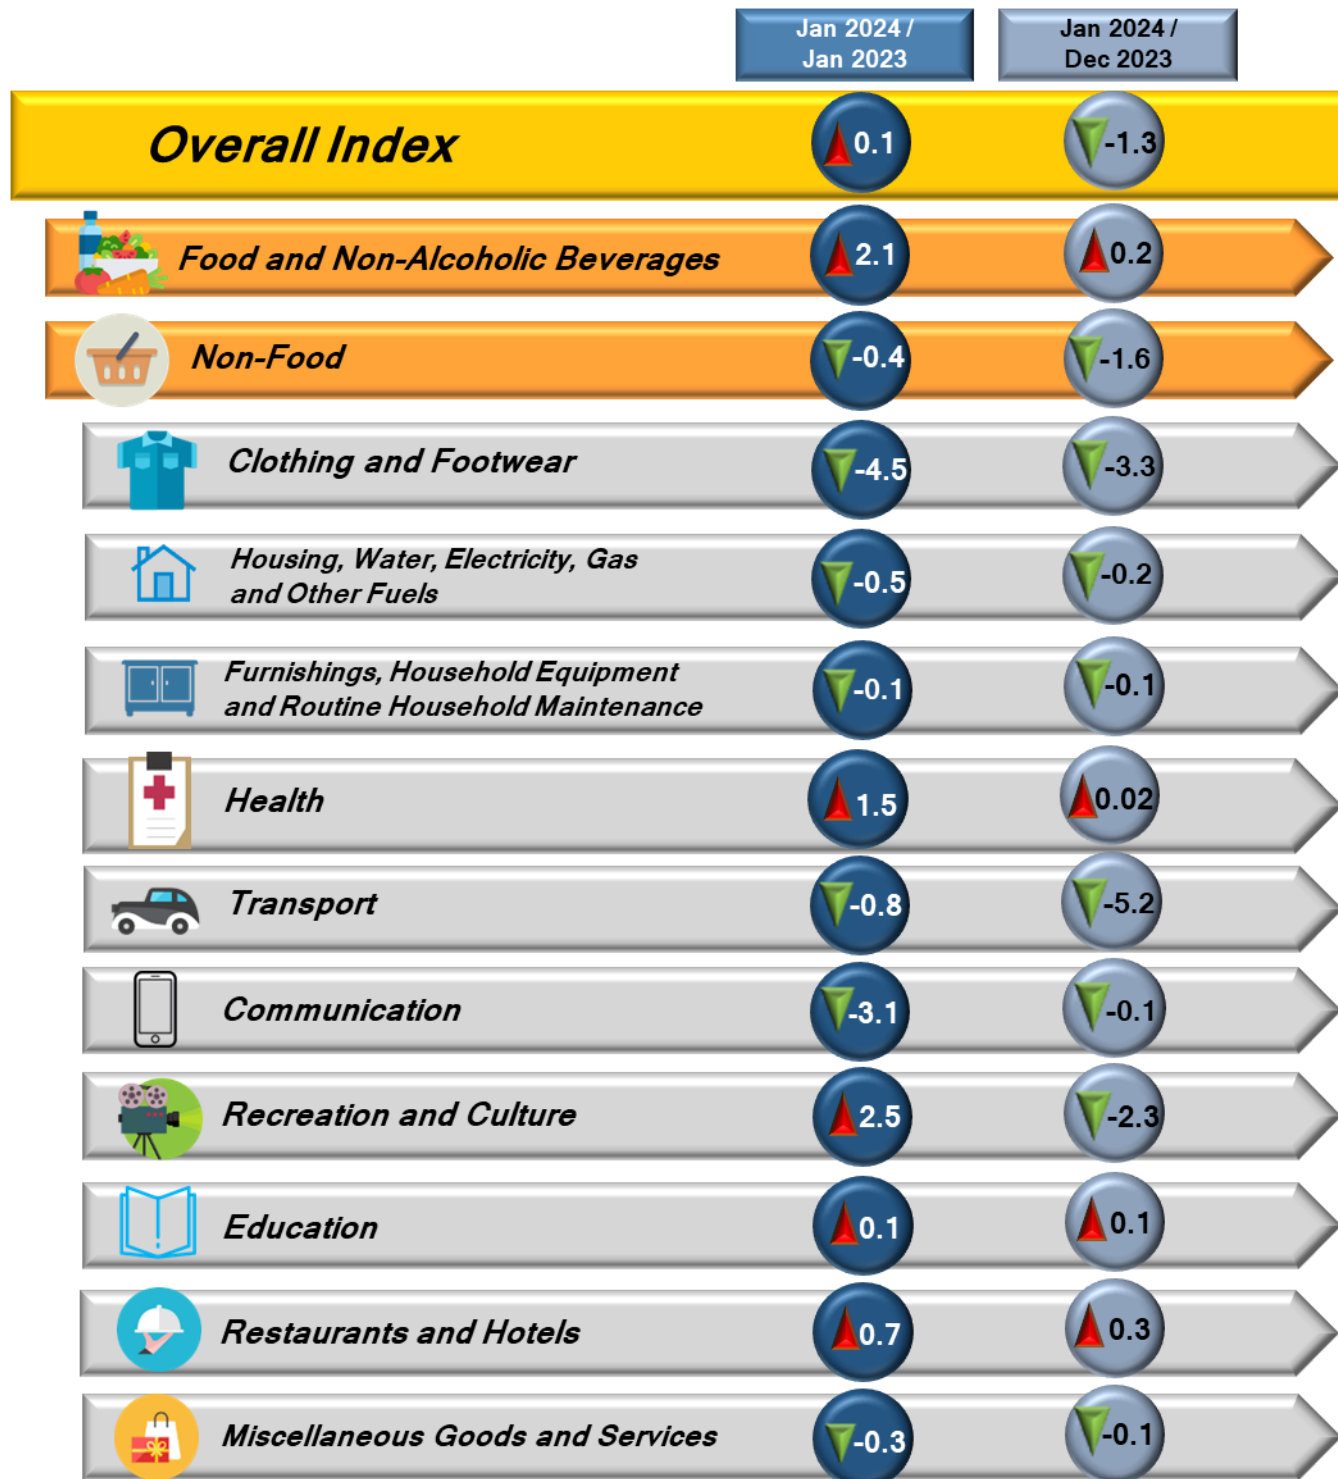 Jan 2024 /
Jan 2023
Jan 2024 /
Dec 2023
Overall Index
0.1
-1.3
Food and Non-Alcoholic Beverages
2.1
0.2
Non-Food
-0.4
-1.6
Clothing and Footwear
-4.5
-3.3
Housing, Water, Electricity, Gas
and Other Fuels
-0.5
-0.2
Furnishings, Household Equipment
and Routine Household Maintenance
-0.1
-0.1
Health
1.5
0.02
Transport
-0.8
-5.2
Communication
-3.1
-0.1
Recreation and Culture
2.5
-2.3
Education
0.1
0.1
Restaurants and Hotels
0.7
0.3
Miscellaneous Goods and Services
-0.3
-0.1